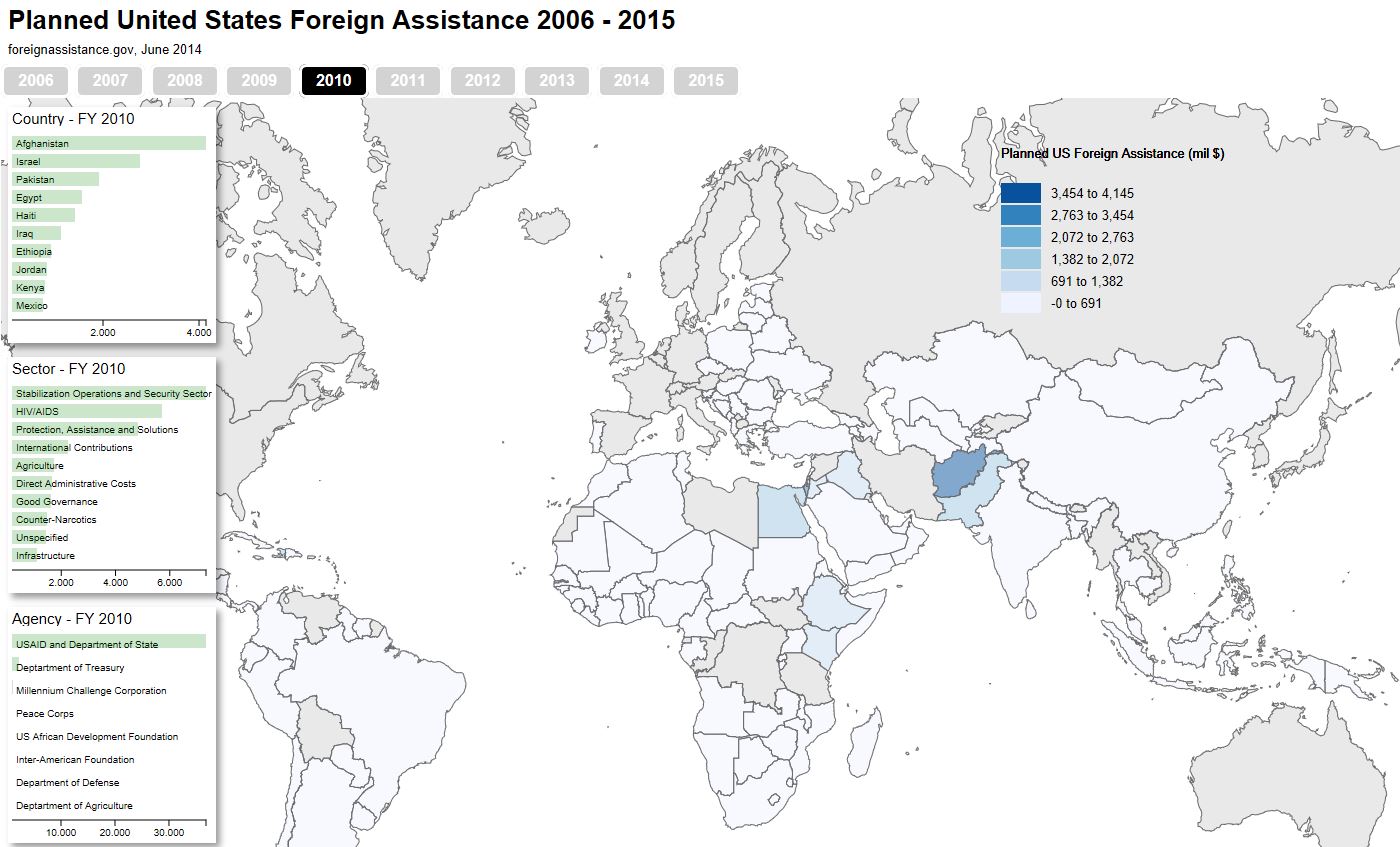 Planned United States Foreign Assistance 2006 - 2015
foreignassistance.gov, June 2014
2006 2007 2008 2009 2010 2011 2012 2013 2014 2015
Country - FY 2010
Afghanistan
Israel
Pakistan
Egypt
Haiti
Iraq
Ethiopia
Jordan
Kenya
Mexico
2.000 4.000
Sector - FY 2010
Stabilization Operations and Security Sector
HIV/AIDS
Protection, Assistance and Solutions
International Contributions
Agriculture
Direct Administrative Costs
Good Governance
Counter-Narcotics
Unspecified
Infrastructure
2.000 4.000 6.000
Agency - FY 2010
USAID and Department of State
Deptartment of Treasury
Millennium Challenge Corporation
Peace Corps
US African Development Foundation
Inter-American Foundation
Department of Defense
Deptartment of Agriculture
10.000 20.000 30.000
Planned US Foreign Assistance (mil $)
3,454 to 4,145
2,763 to 3,454
2,072 to 2,763
1,382 to 2,072
691 to 1,382
-0 to 691